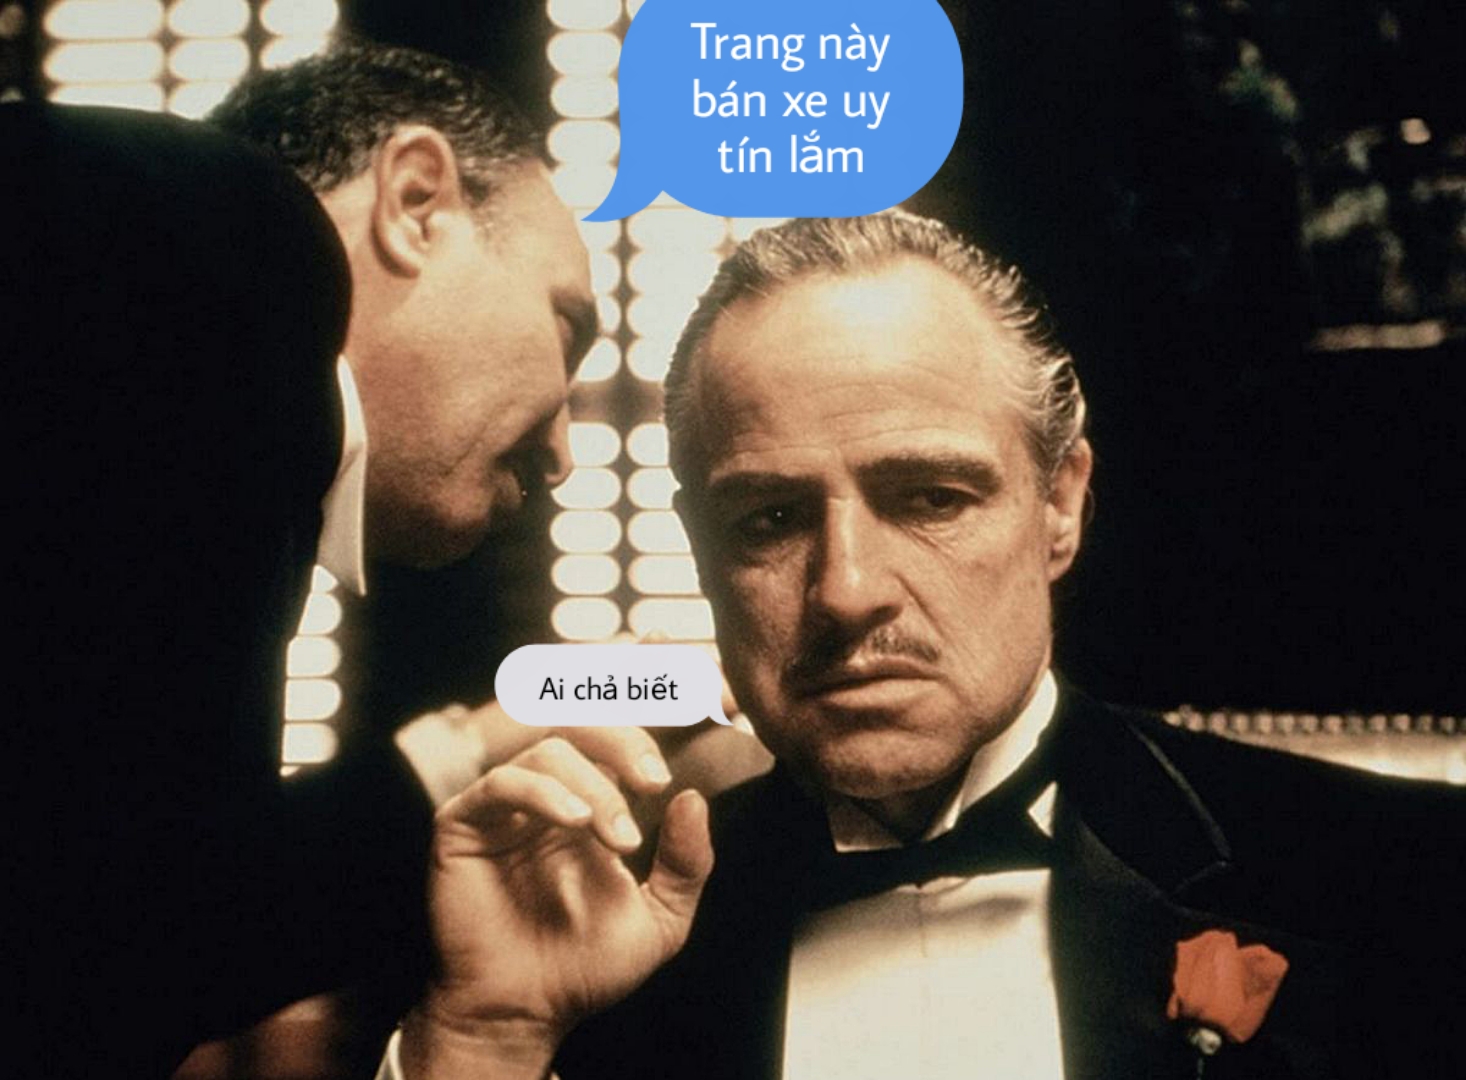 Trang này
bán xe uy
tín lắm
Ai chả biết